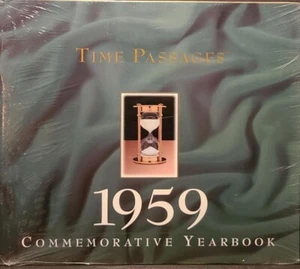 TIME PASSAGES
1959
COMMEMORATIVE YEARBOOK